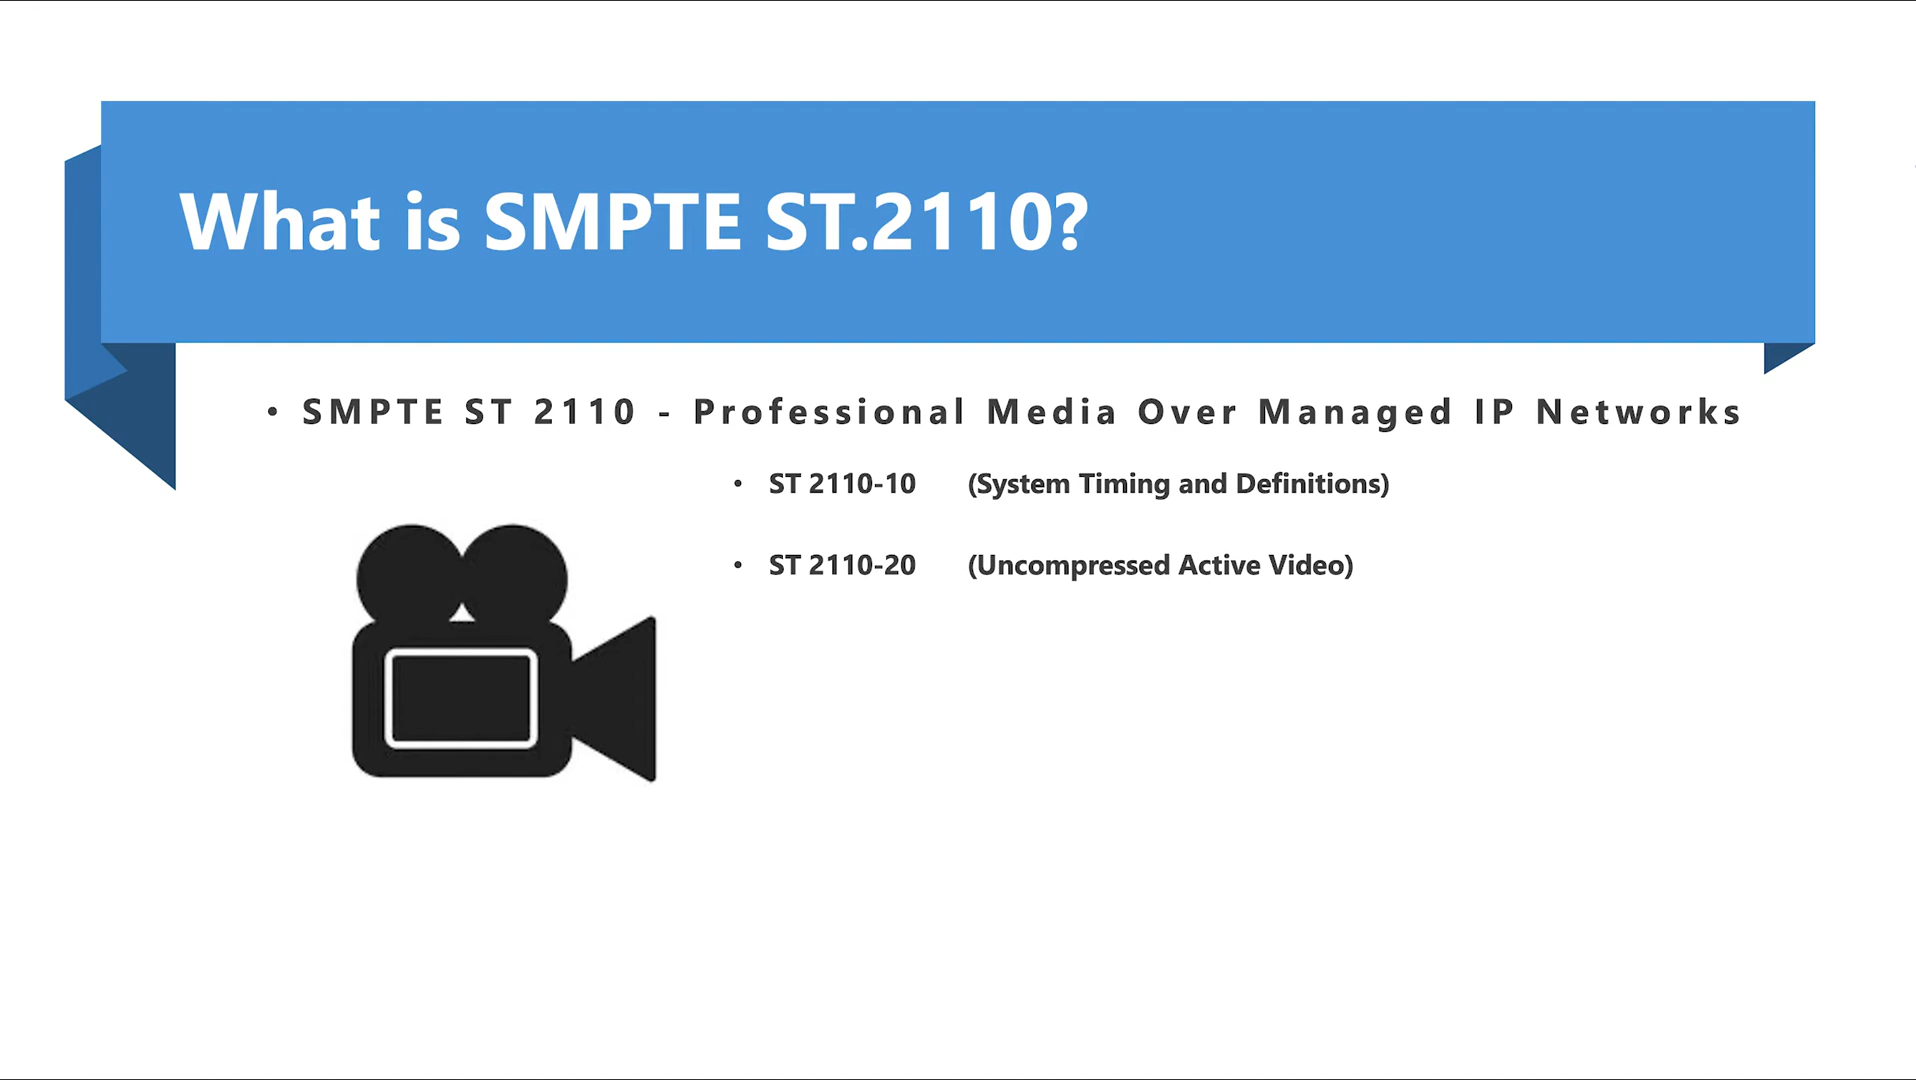 What is SMPTE ST.2110?
• SMPTE ST 2110 - Professional Media Over Managed IP Networks
• ST 2110-10 (System Timing and Definitions)
• ST 2110-20 (Uncompressed Active Video)